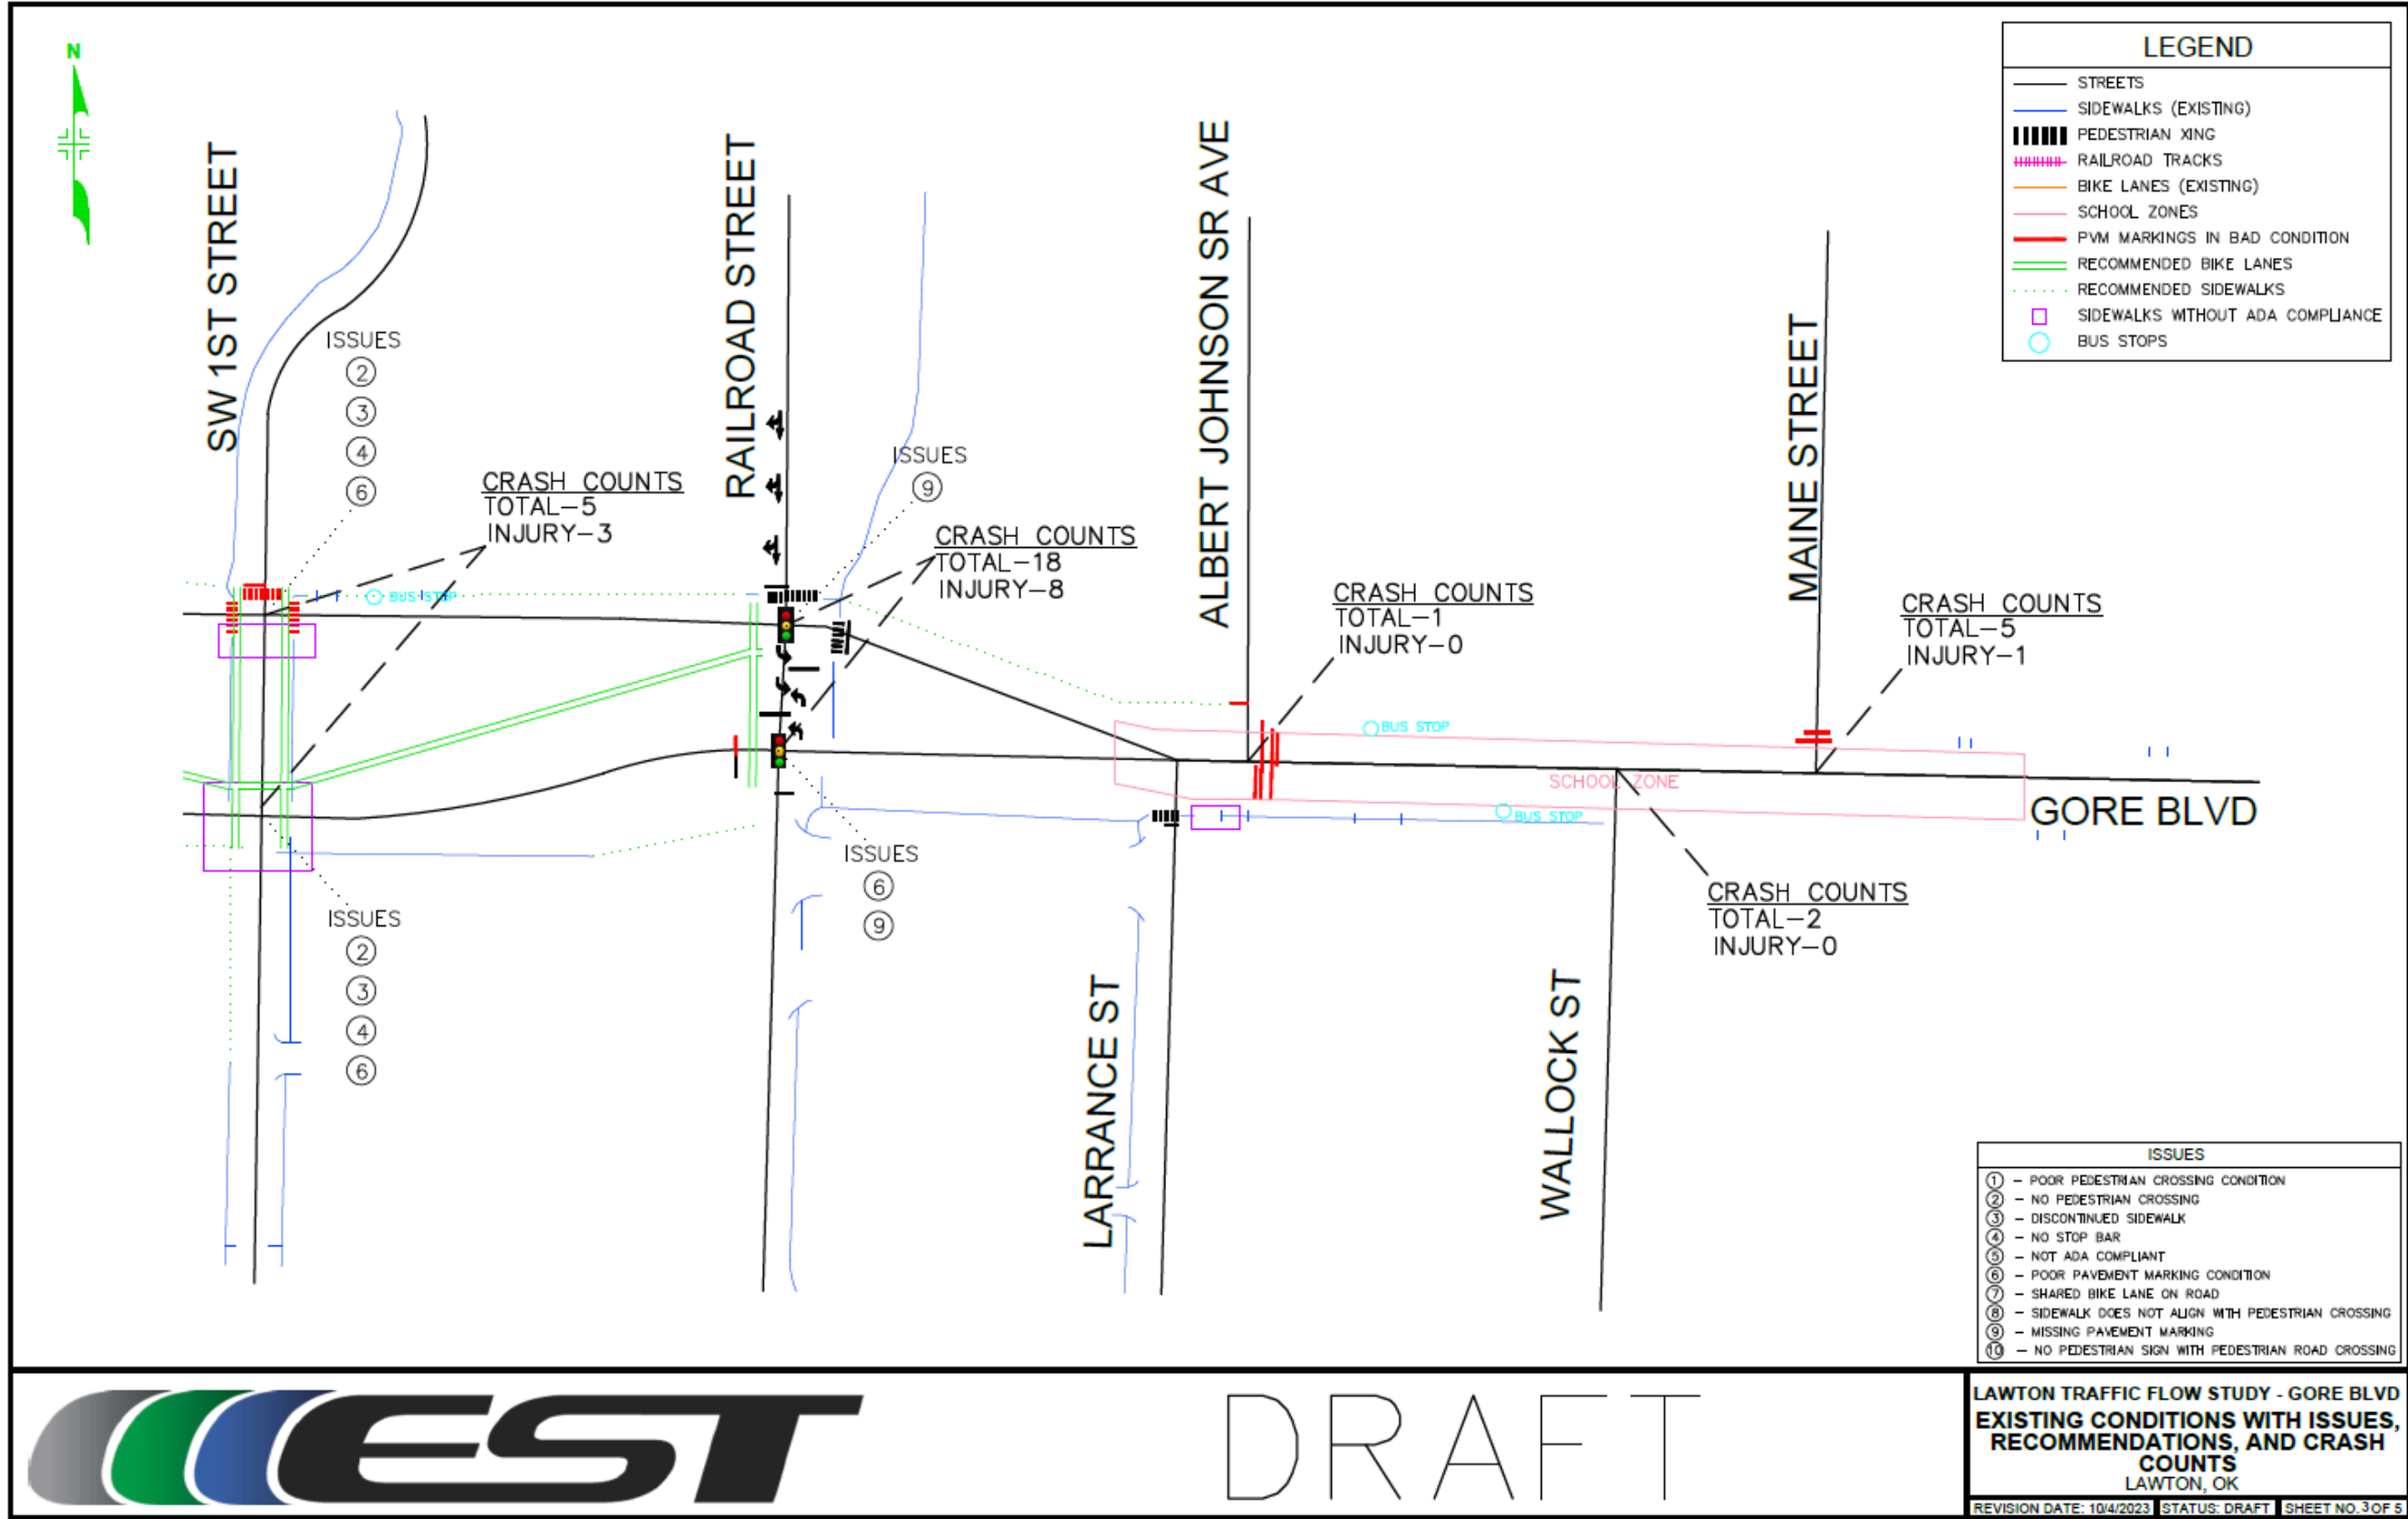 N
LEGEND
STREETS
SIDEWALKS (EXISTING)
PEDESTRIAN XING
RAILROAD TRACKS
BIKE LANES (EXISTING)
SCHOOL ZONES
PVM MARKINGS IN BAD CONDITION
RECOMMENDED BIKE LANES
RECOMMENDED SIDEWALKS
SIDEWALKS WITHOUT ADA COMPLIANCE
BUS STOPS
SW 1ST STREET
RAILROAD STREET
ALBERT JOHNSON SR AVE
MAINE STREET
ISSUES
2
3
4
6
CRASH COUNTS
TOTAL-5
INJURY-3
ISSUES
9
CRASH COUNTS
TOTAL-18
INJURY-8
CRASH COUNTS
TOTAL-1
INJURY-0
CRASH COUNTS
TOTAL-5
INJURY-1
BUS STOP
BUS STOP
SCHOOL ZONE
BUS STOP
GORE BLVD
ISSUES
6
9
ISSUES
2
3
4
6
CRASH COUNTS
TOTAL-2
INJURY-0
LARRANCE ST
WALLOCK ST
ISSUES
1 - POOR PEDESTRIAN CROSSING CONDITION
2 - NO PEDESTRIAN CROSSING
3 - DISCONTINUED SIDEWALK
4 - NO STOP BAR
5 - NOT ADA COMPLIANT
6 - POOR PAVEMENT MARKING CONDITION
7 - SHARED BIKE LANE ON ROAD
8 - SIDEWALK DOES NOT ALIGN WITH PEDESTRIAN CROSSING
9 - MISSING PAVEMENT MARKING
10 - NO PEDESTRIAN SIGN WITH PEDESTRIAN ROAD CROSSING
EST
DRAFT
LAWTON TRAFFIC FLOW STUDY - GORE BLVD
EXISTING CONDITIONS WITH ISSUES,
RECOMMENDATIONS, AND CRASH
COUNTS
LAWTON, OK
REVISION DATE: 10/4/2023 STATUS: DRAFT SHEET NO. 3 OF 5